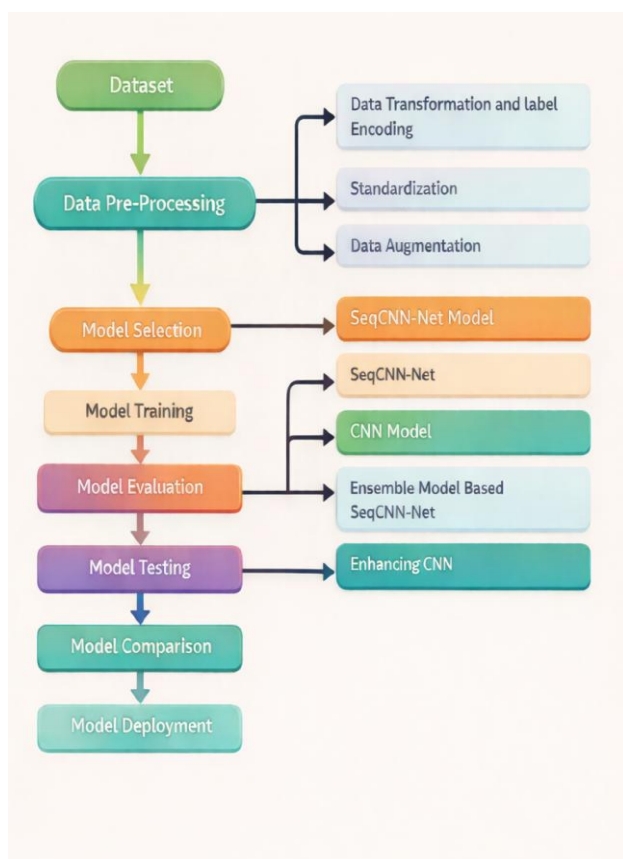 Dataset
Data Transformation and label
Encoding
Data Pre-Processing
Standardization
Data Augmentation
Model Selection
SeqCNN-Net Model
SeqCNN-Net
Model Training
CNN Model
Model Evaluation
Ensemble Model Based
SeqCNN-Net
Model Testing
Enhancing CNN
Model Comparison
Model Deployment